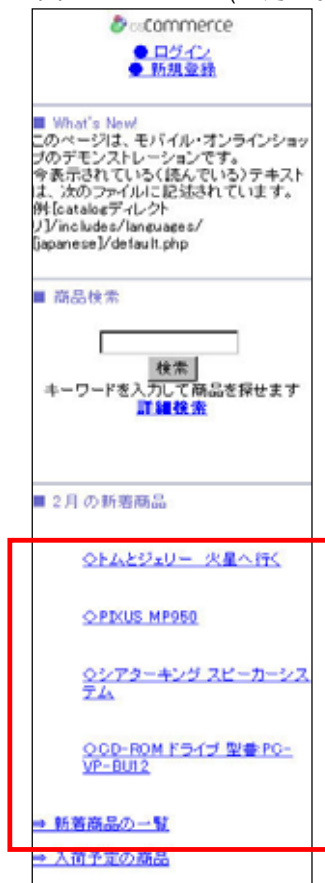 osCommerce
● ログイン
● 新規登録
■ What's New!
このページは、モバイル・オンラインショッ
プのデモンストレーションです。
今表示されている(読んでいる)テキスト
は、次のファイルに記述されています。
例:[catalogディレクト
リ]/includes/languages/
[japanese]/default.php
■ 商品検索
検索
キーワードを入力して商品を探せます
詳細検索
■ 2月 の新着商品
◇トムとジェリー 火星へ行く
◇PIXUS MP950
◇シアターキング スピーカーシス
テム
◇CD-ROM ドライブ 型番:PC-
VP-BU12
⇒ 新着商品の一覧
⇒ 入荷予定の商品